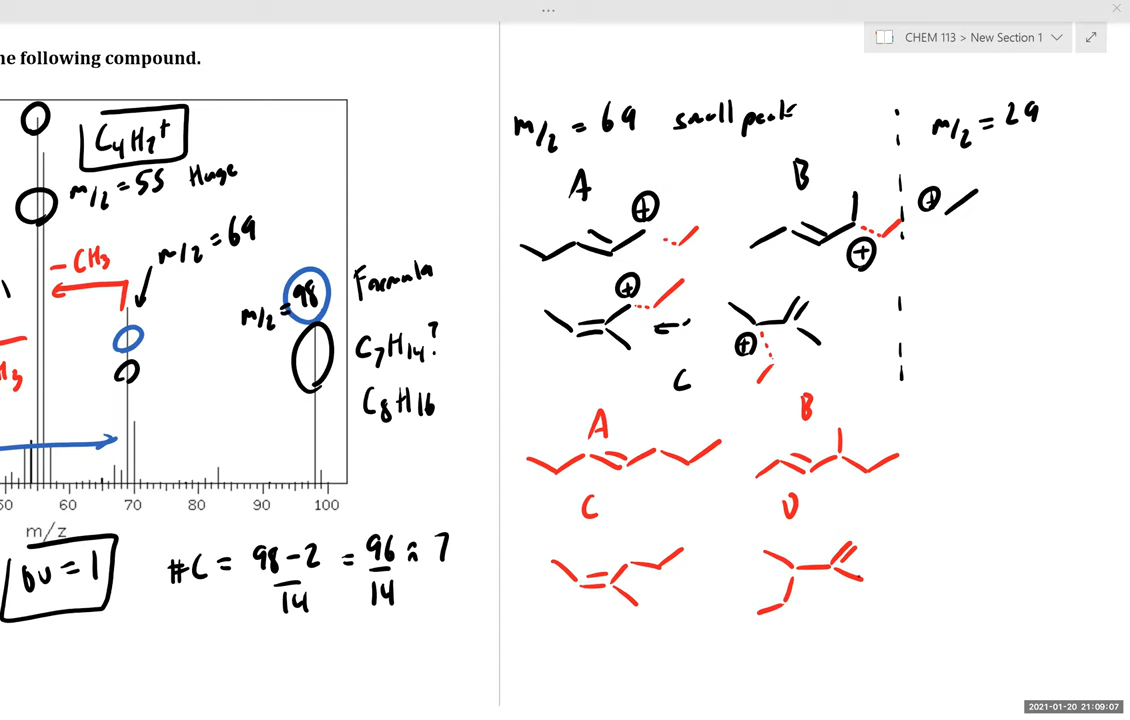 ...
CHEM 113 > New Section 1
ne following compound.
C4H7+
m/z = 55 Huge
m/z = 69
- CH3
m/z = 98
Formula
C7H14?
C8H16
H3
50 60 70 80 90 100
m/z
DU = 1
#C = 98 - 2 / 14 = 96 / 14 ≈ 7
m/z = 69 small peak
m/z = 29
A B
+ + +
+ +
C
A B
C D
2021-01-20 21:09:07